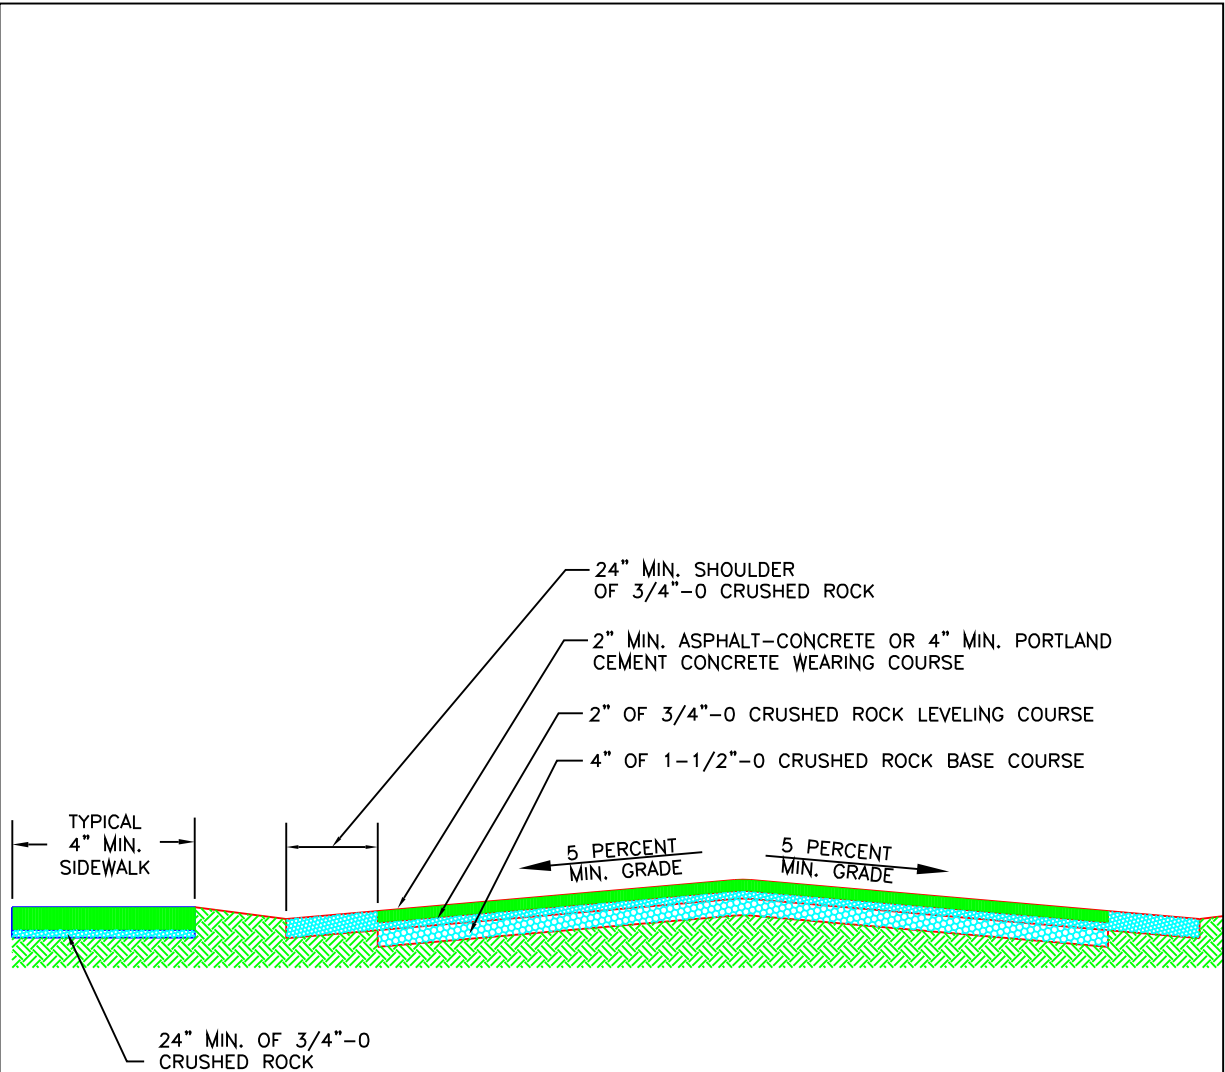 24" MIN. SHOULDER
OF 3/4"-0 CRUSHED ROCK
2" MIN. ASPHALT-CONCRETE OR 4" MIN. PORTLAND
CEMENT CONCRETE WEARING COURSE
2" OF 3/4"-0 CRUSHED ROCK LEVELING COURSE
4" OF 1-1/2"-0 CRUSHED ROCK BASE COURSE
TYPICAL
4" MIN.
SIDEWALK
5 PERCENT
MIN. GRADE
5 PERCENT
MIN. GRADE
24" MIN. OF 3/4"-0
CRUSHED ROCK